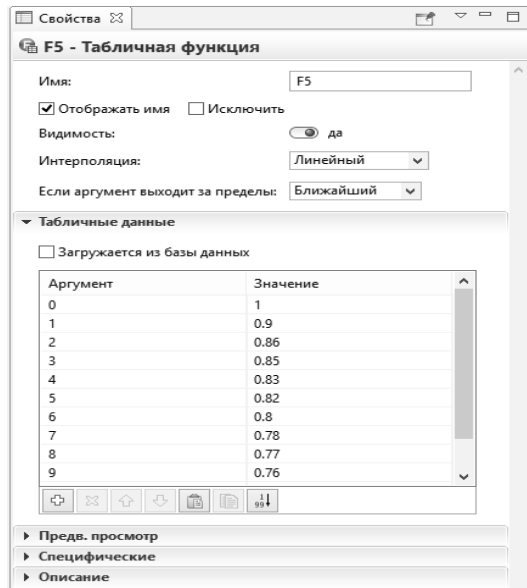 Свойства
F5 - Табличная функция
Имя: F5
Отображать имя Исключить
Видимость: да
Интерполяция: Линейный
Если аргумент выходит за пределы: Ближайший
Табличные данные
Загружается из базы данных
Аргумент Значение
0 1
1 0.9
2 0.86
3 0.85
4 0.83
5 0.82
6 0.8
7 0.78
8 0.77
9 0.76
Предв. просмотр
Специфические
Описание